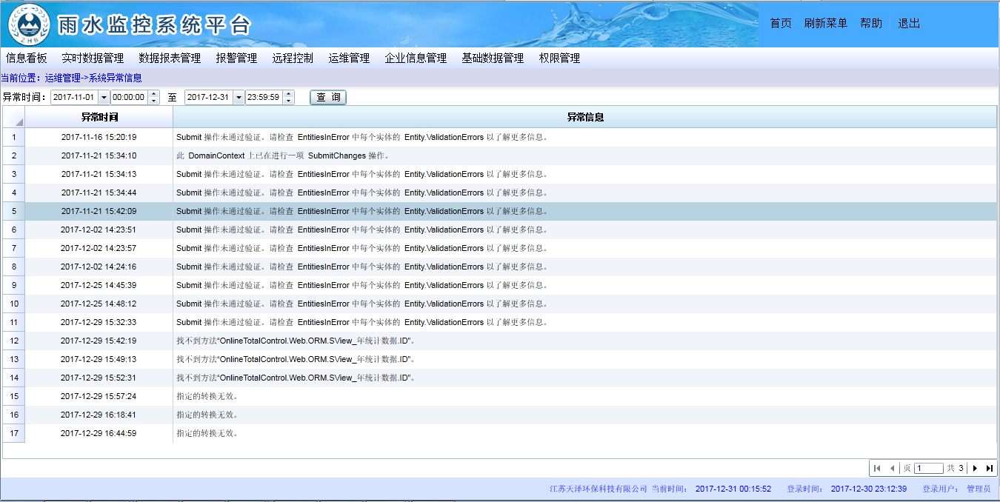 ZHB
雨水监控系统平台
首页 刷新菜单 帮助 退出
信息看板 实时数据管理 数据报表管理 报警管理 远程控制 运维管理 企业信息管理 基础数据管理 权限管理
当前位置：运维管理->系统异常信息
异常时间： 2017-11-01 00:00:00 至 2017-12-31 23:59:59 查 询
异常时间 异常信息
1 2017-11-16 15:20:19 Submit 操作未通过验证。请检查 EntitiesInError 中每个实体的 Entity.ValidationErrors 以了解更多信息。
2 2017-11-21 15:34:10 此 DomainContext 上已在进行一项 SubmitChanges 操作。
3 2017-11-21 15:34:13 Submit 操作未通过验证。请检查 EntitiesInError 中每个实体的 Entity.ValidationErrors 以了解更多信息。
4 2017-11-21 15:34:44 Submit 操作未通过验证。请检查 EntitiesInError 中每个实体的 Entity.ValidationErrors 以了解更多信息。
5 2017-11-21 15:42:09 Submit 操作未通过验证。请检查 EntitiesInError 中每个实体的 Entity.ValidationErrors 以了解更多信息。
6 2017-12-02 14:23:51 Submit 操作未通过验证。请检查 EntitiesInError 中每个实体的 Entity.ValidationErrors 以了解更多信息。
7 2017-12-02 14:23:57 Submit 操作未通过验证。请检查 EntitiesInError 中每个实体的 Entity.ValidationErrors 以了解更多信息。
8 2017-12-02 14:24:16 Submit 操作未通过验证。请检查 EntitiesInError 中每个实体的 Entity.ValidationErrors 以了解更多信息。
9 2017-12-25 14:45:39 Submit 操作未通过验证。请检查 EntitiesInError 中每个实体的 Entity.ValidationErrors 以了解更多信息。
10 2017-12-25 14:48:12 Submit 操作未通过验证。请检查 EntitiesInError 中每个实体的 Entity.ValidationErrors 以了解更多信息。
11 2017-12-29 15:32:33 Submit 操作未通过验证。请检查 EntitiesInError 中每个实体的 Entity.ValidationErrors 以了解更多信息。
12 2017-12-29 15:42:19 找不到方法“OnlineTotalControl.Web.ORM.SView_年统计数据.ID”。
13 2017-12-29 15:49:13 找不到方法“OnlineTotalControl.Web.ORM.SView_年统计数据.ID”。
14 2017-12-29 15:52:31 找不到方法“OnlineTotalControl.Web.ORM.SView_年统计数据.ID”。
15 2017-12-29 15:57:24 指定的转换无效。
16 2017-12-29 16:18:41 指定的转换无效。
17 2017-12-29 16:44:59 指定的转换无效。
页 1 共 3
江苏天泽环保科技有限公司 当前时间： 2017-12-31 00:15:52 登录时间： 2017-12-30 23:12:39 登录用户： 管理员